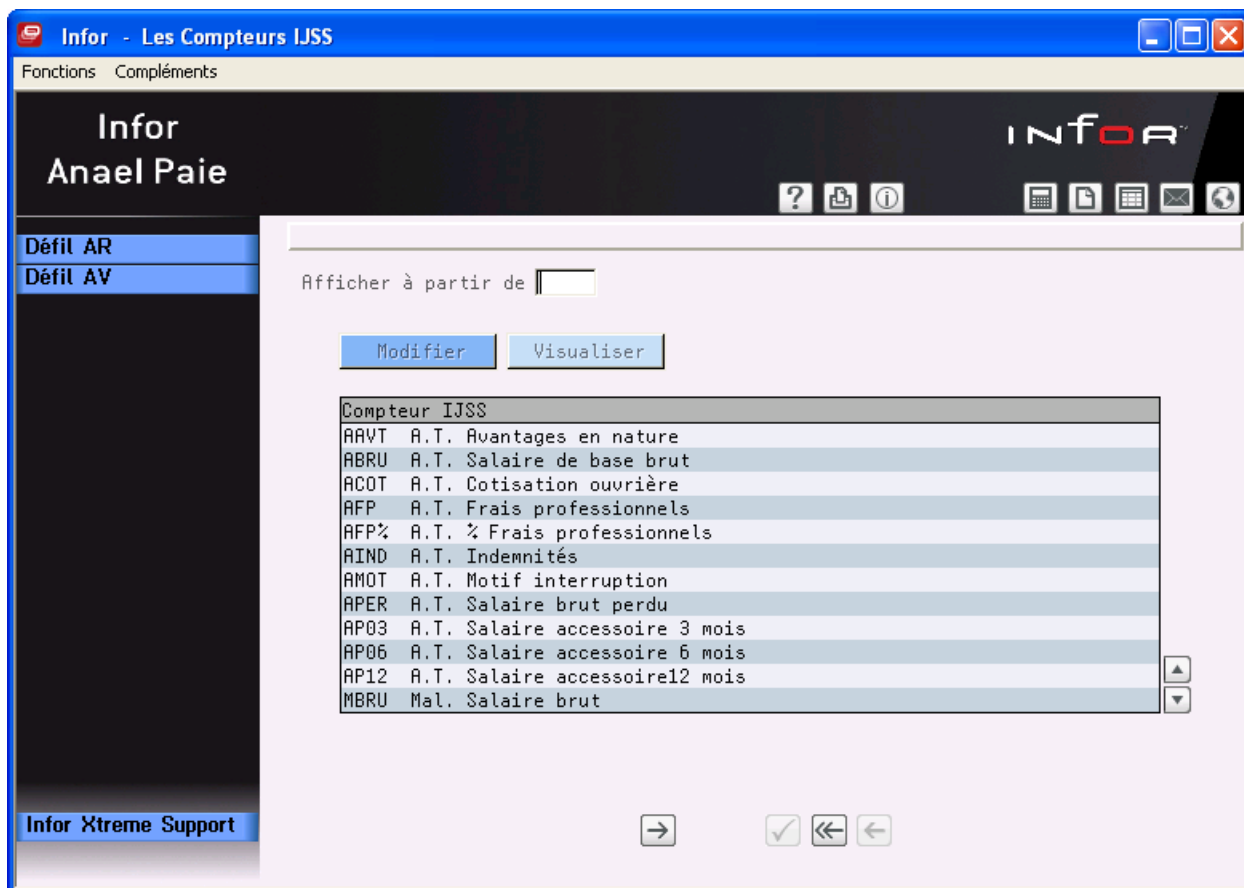 Infor - Les Compteurs IJSS
Fonctions Compléments
Infor
Anael Paie
infor
Défil AR
Défil AV
Afficher à partir de
Modifier Visualiser
Compteur IJSS
AAVT A.T. Avantages en nature
ABRU A.T. Salaire de base brut
ACOT A.T. Cotisation ouvrière
AFP A.T. Frais professionnels
AFP% A.T. % Frais professionnels
AIND A.T. Indemnités
AMOT A.T. Motif interruption
APER A.T. Salaire brut perdu
AP03 A.T. Salaire accessoire 3 mois
AP06 A.T. Salaire accessoire 6 mois
AP12 A.T. Salaire accessoire12 mois
MBRU Mal. Salaire brut
Infor Xtreme Support